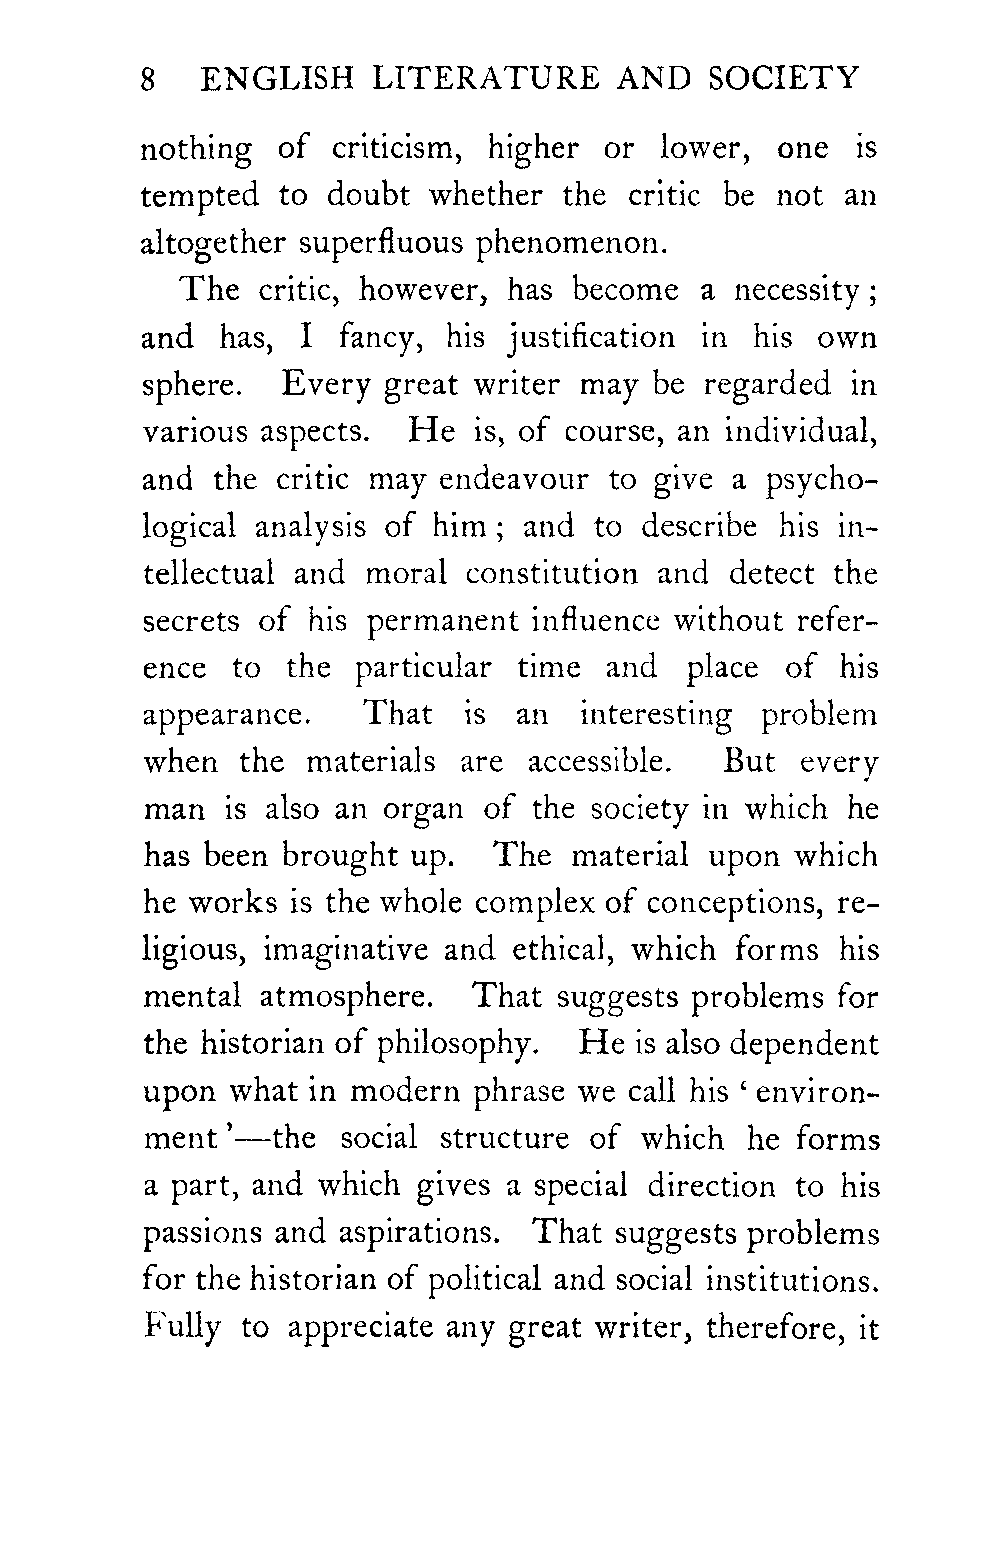 8 ENGLISH LITERATURE AND SOCIETY
nothing of criticism, higher or lower, one is
tempted to doubt whether the critic be not an
altogether superfluous phenomenon.
The critic, however, has become a necessity ;
and has, I fancy, his justification in his own
sphere. Every great writer may be regarded in
various aspects. He is, of course, an individual,
and the critic may endeavour to give a psycho-
logical analysis of him ; and to describe his in-
tellectual and moral constitution and detect the
secrets of his permanent influence without refer-
ence to the particular time and place of his
appearance. That is an interesting problem
when the materials are accessible. But every
man is also an organ of the society in which he
has been brought up. The material upon which
he works is the whole complex of conceptions, re-
ligious, imaginative and ethical, which forms his
mental atmosphere. That suggests problems for
the historian of philosophy. He is also dependent
upon what in modern phrase we call his ‘ environ-
ment ’—the social structure of which he forms
a part, and which gives a special direction to his
passions and aspirations. That suggests problems
for the historian of political and social institutions.
Fully to appreciate any great writer, therefore, it